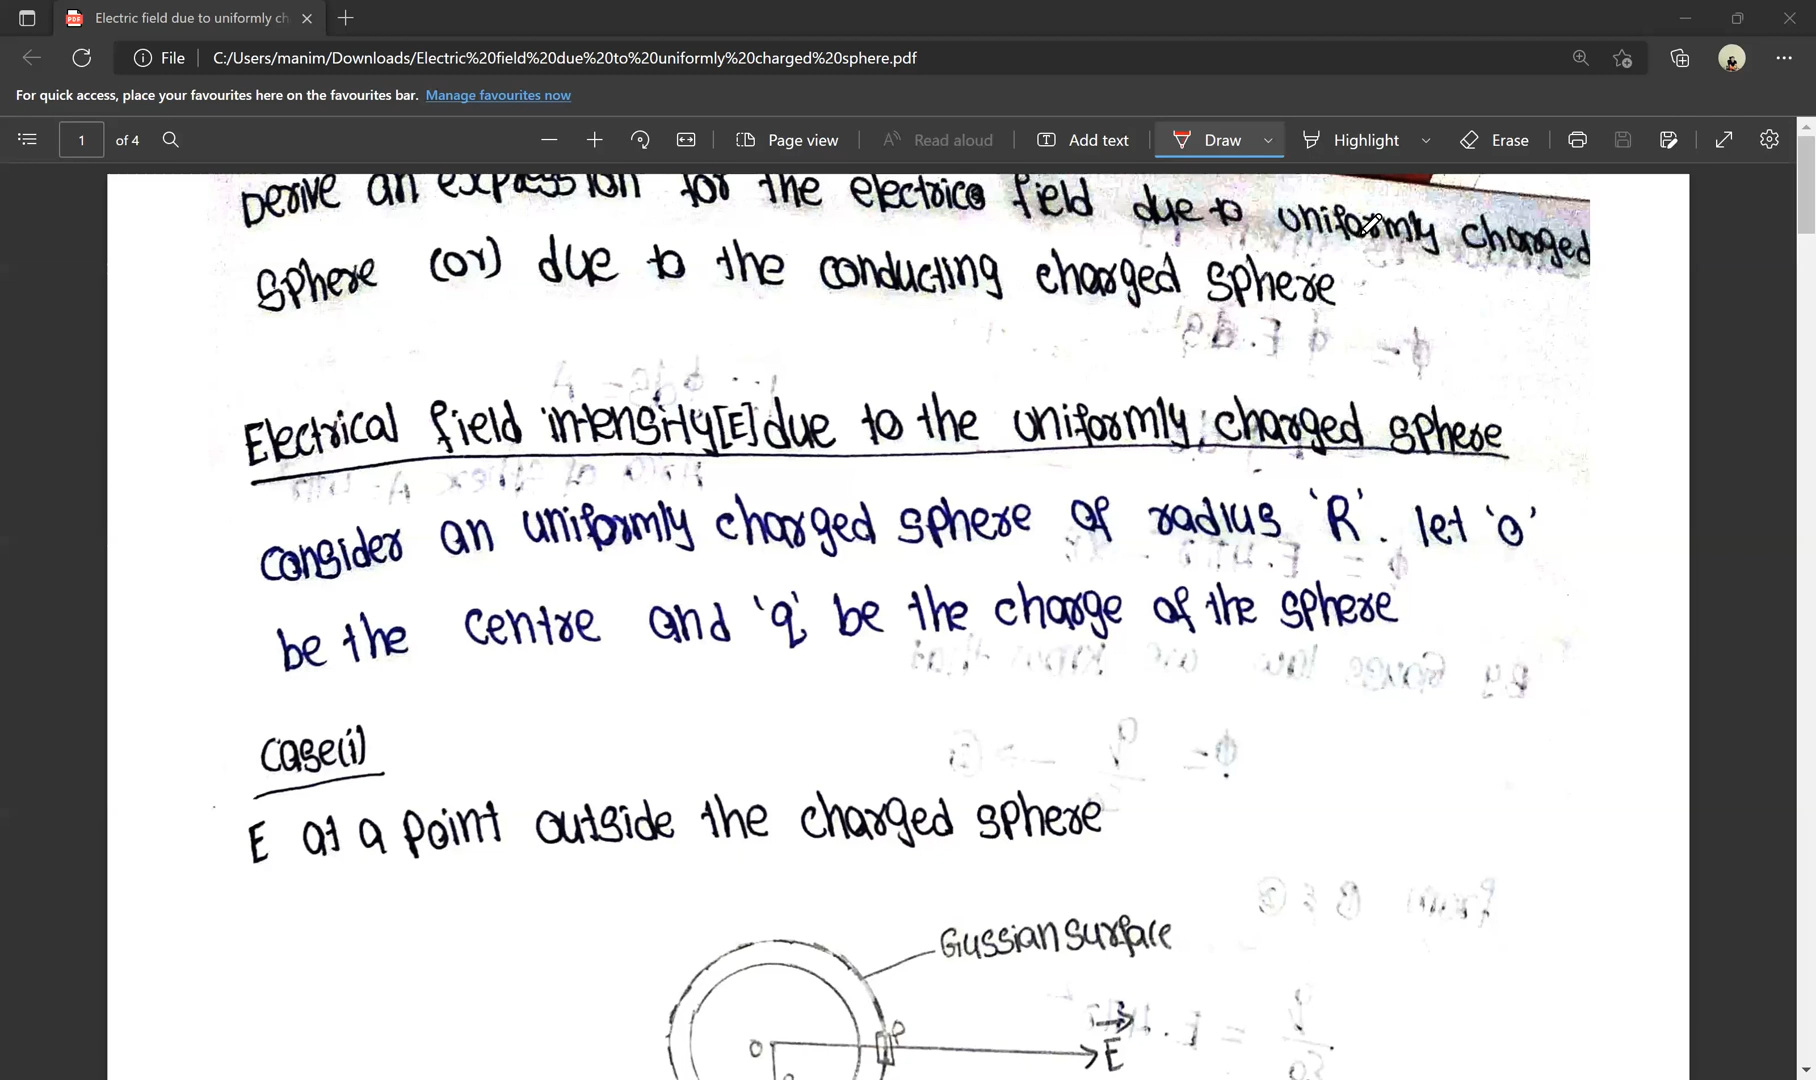 Electric field due to uniformly ch
File C:/Users/manim/Downloads/Electric%20field%20due%20to%20uniformly%20charged%20sphere.pdf
For quick access, place your favourites here on the favourites bar. Manage favourites now
1 of 4 Page view Read aloud Add text Draw Highlight Erase
Derive an expression for the electrice field due to uniformly charged
sphere (or) due to the conducting charged sphere
Electrical field intensity[E] due to the uniformly charged sphere
consider an uniformly charged sphere of radius 'R'. let 'o'
be the centre and 'q' be the charge of the sphere
Case(i)
E at a point outside the charged sphere
Gussian surface
O P E